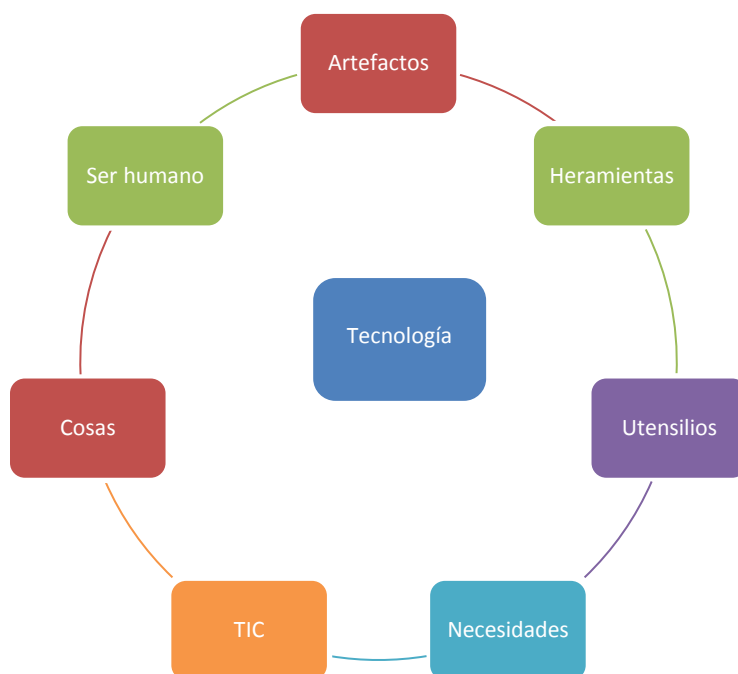 Artefactos
Ser humano
Heramientas
Tecnología
Cosas
Utensilios
TIC
Necesidades